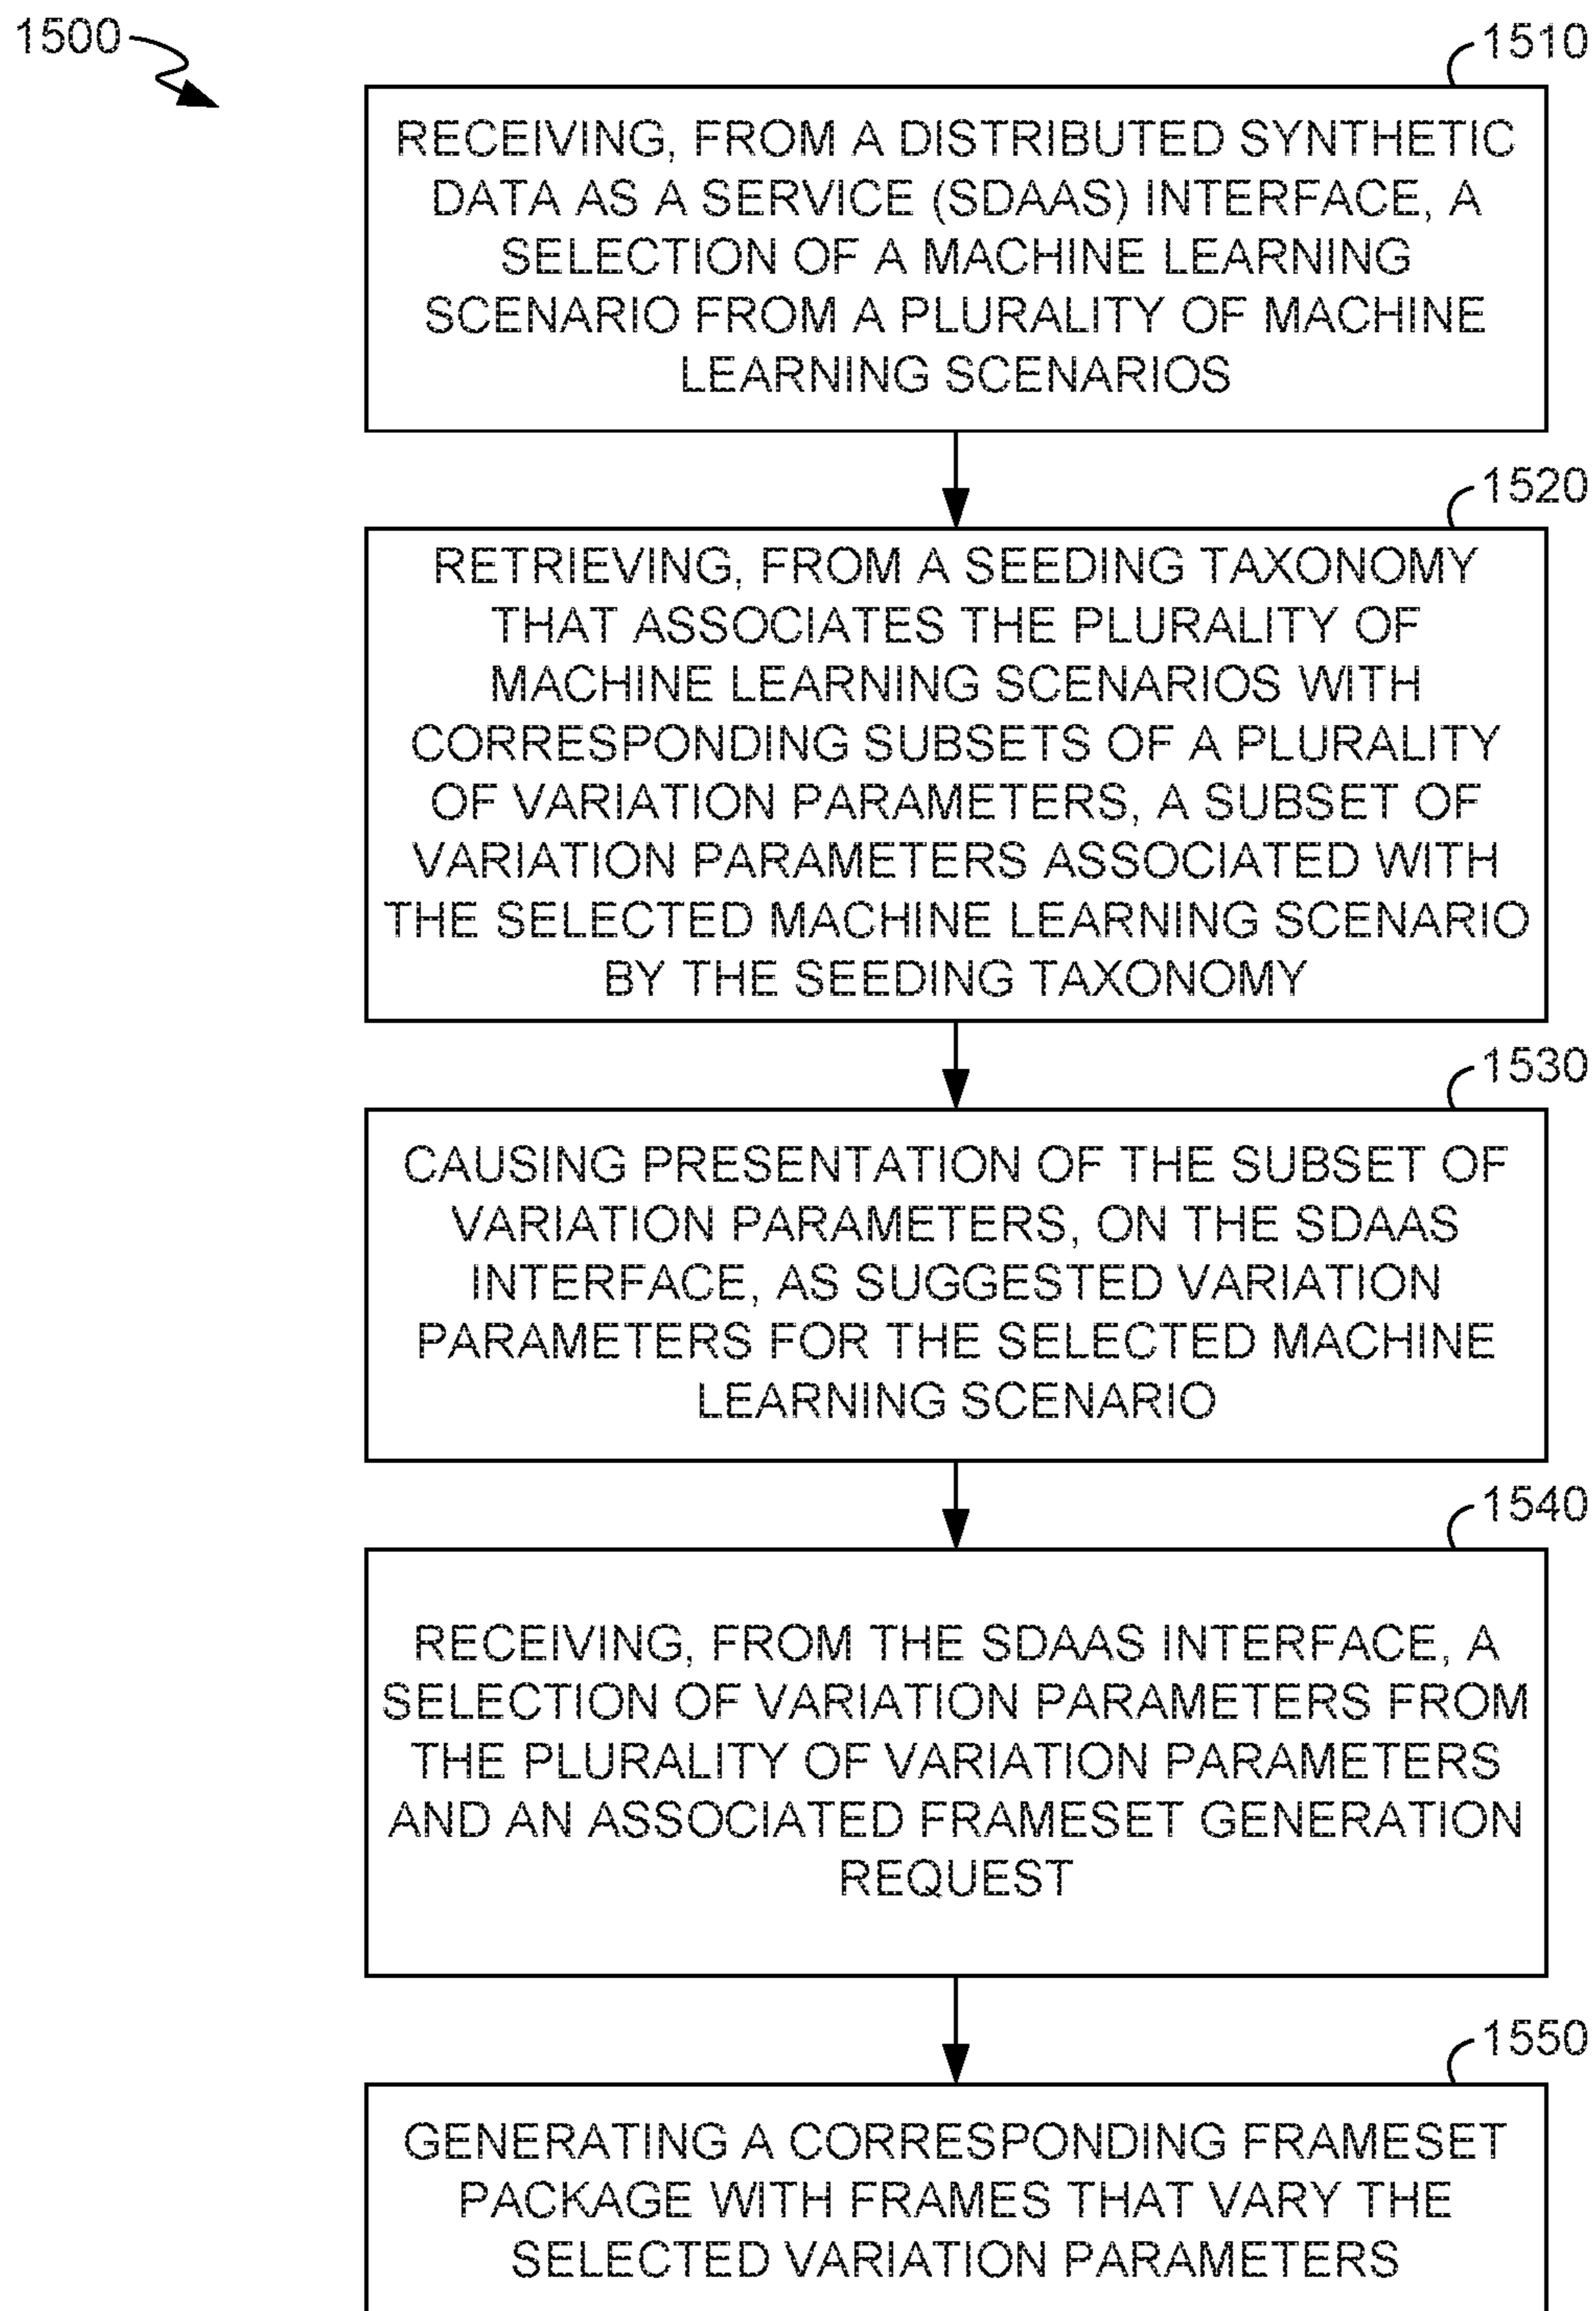 1500
1510
RECEIVING, FROM A DISTRIBUTED SYNTHETIC
DATA AS A SERVICE (SDAAS) INTERFACE, A
SELECTION OF A MACHINE LEARNING
SCENARIO FROM A PLURALITY OF MACHINE
LEARNING SCENARIOS
1520
RETRIEVING, FROM A SEEDING TAXONOMY
THAT ASSOCIATES THE PLURALITY OF
MACHINE LEARNING SCENARIOS WITH
CORRESPONDING SUBSETS OF A PLURALITY
OF VARIATION PARAMETERS, A SUBSET OF
VARIATION PARAMETERS ASSOCIATED WITH
THE SELECTED MACHINE LEARNING SCENARIO
BY THE SEEDING TAXONOMY
1530
CAUSING PRESENTATION OF THE SUBSET OF
VARIATION PARAMETERS, ON THE SDAAS
INTERFACE, AS SUGGESTED VARIATION
PARAMETERS FOR THE SELECTED MACHINE
LEARNING SCENARIO
1540
RECEIVING, FROM THE SDAAS INTERFACE, A
SELECTION OF VARIATION PARAMETERS FROM
THE PLURALITY OF VARIATION PARAMETERS
AND AN ASSOCIATED FRAMESET GENERATION
REQUEST
1550
GENERATING A CORRESPONDING FRAMESET
PACKAGE WITH FRAMES THAT VARY THE
SELECTED VARIATION PARAMETERS